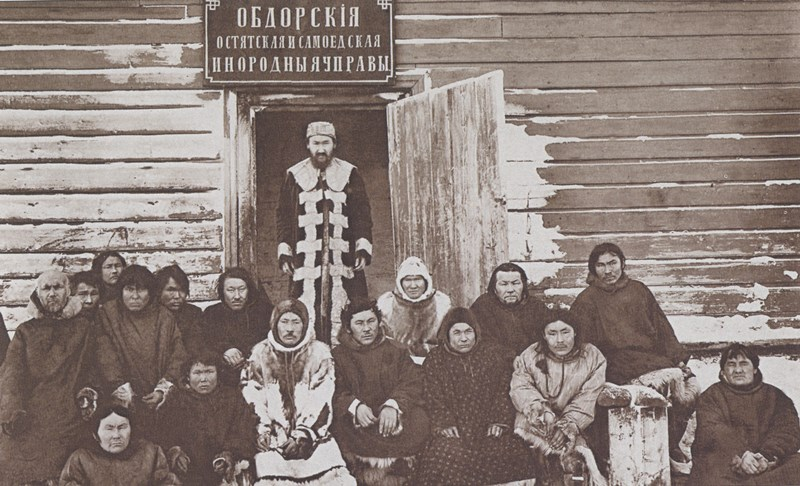 ОБДОРСКІЯ
ОСТЯТСКАЯ И САМОЕДСКАЯ
ИНОРОДНЫЯ УПРАВЫ